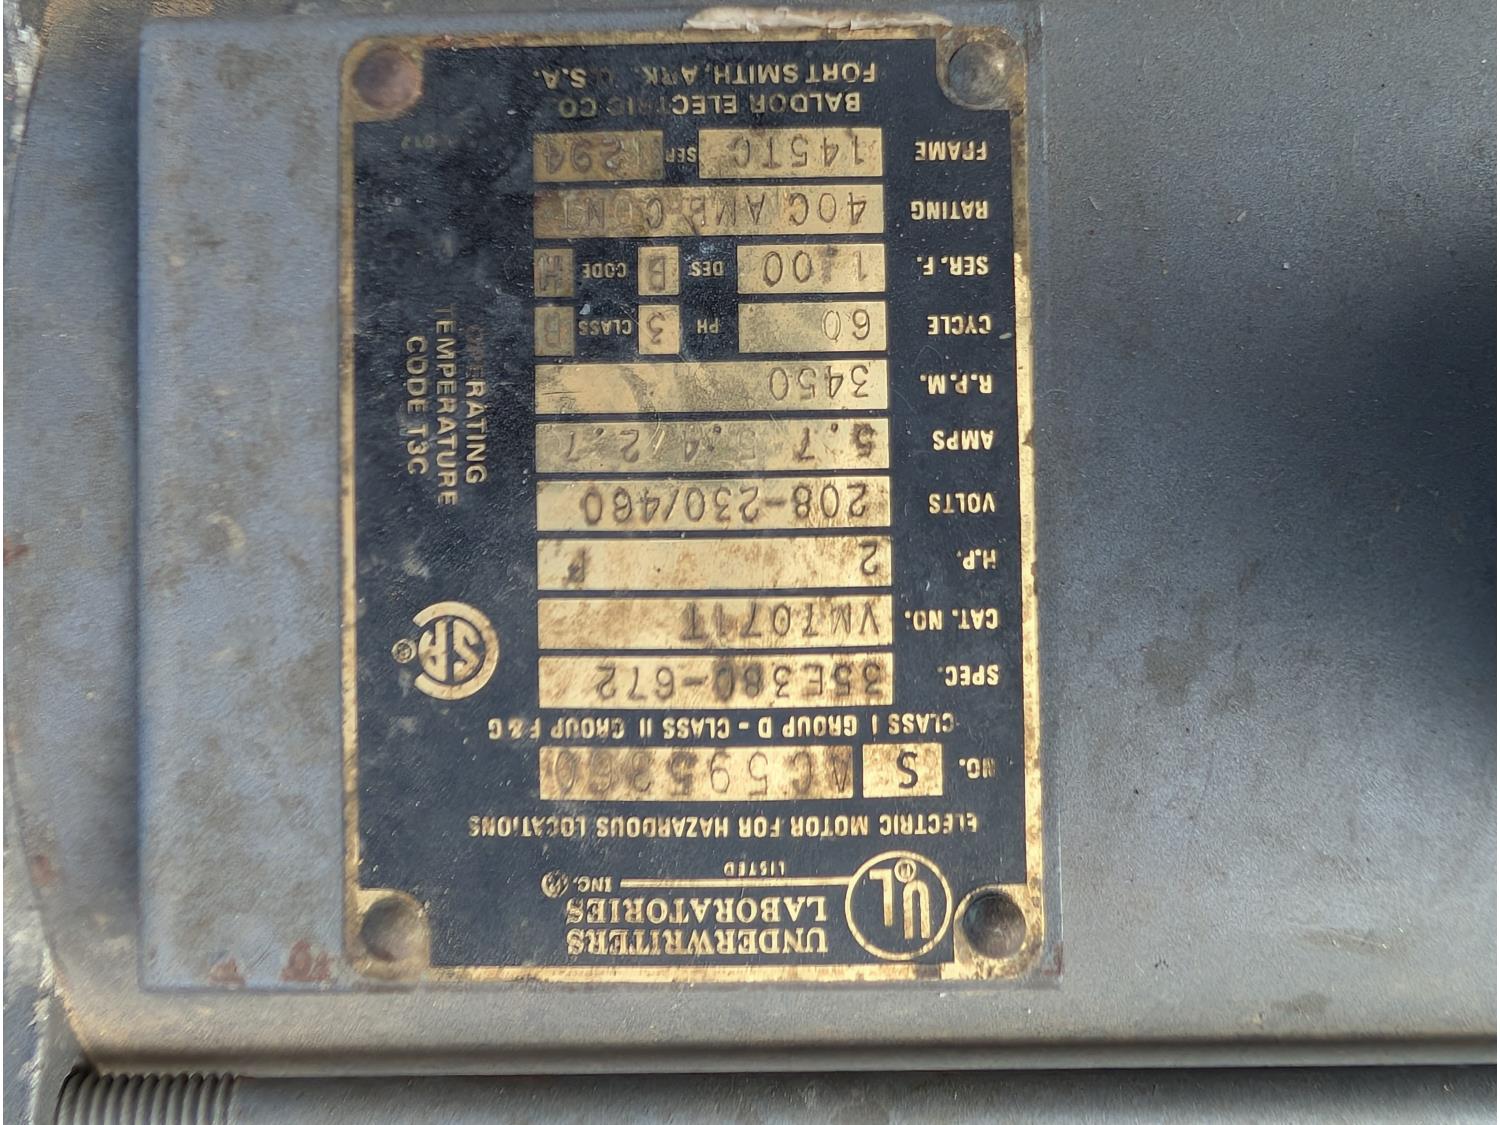 UNDERWRITERS
LABORATORIES
INC.
UL
LISTED
ELECTRIC MOTOR FOR HAZARDOUS LOCATIONS
NO. S AC595360
CLASS I GROUP D - CLASS II GROUP F & G
SPEC. 35E380-672
CAT. NO. VM7071T
H.P. 2
VOLTS 208-230/460
AMPS 5.7 5.4/2.7
R.P.M. 3450
CYCLE 60 PH 3 CLASS B
SER. F. 1.00 DES B CODE H
RATING 40C AMB CONT
FRAME 145TC SER. 1294
BALDOR ELECTRIC CO.
FORT SMITH, ARK. U.S.A.
SA
OPERATING
TEMPERATURE
CODE T3C